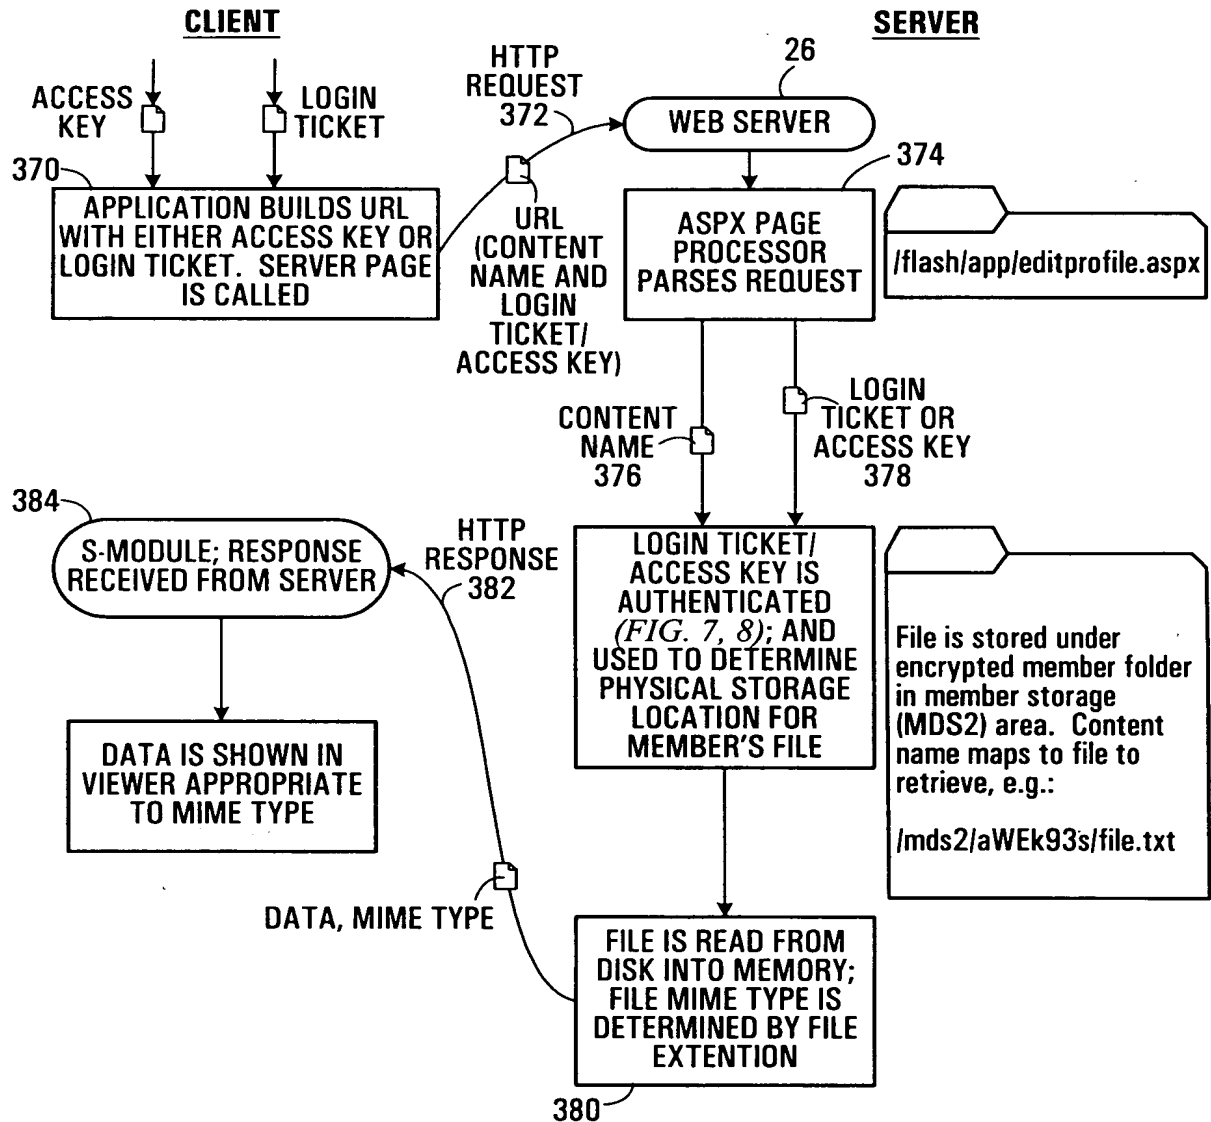 CLIENT
SERVER
ACCESS
KEY
LOGIN
TICKET
370
APPLICATION BUILDS URL
WITH EITHER ACCESS KEY OR
LOGIN TICKET.  SERVER PAGE
IS CALLED
HTTP
REQUEST
372
URL
(CONTENT
NAME AND
LOGIN
TICKET/
ACCESS KEY)
26
WEB SERVER
374
ASPX PAGE
PROCESSOR
PARSES REQUEST
/flash/app/editprofile.aspx
CONTENT
NAME
376
LOGIN
TICKET OR
ACCESS KEY
378
384
S-MODULE; RESPONSE
RECEIVED FROM SERVER
HTTP
RESPONSE
382
LOGIN TICKET/
ACCESS KEY IS
AUTHENTICATED
(FIG. 7, 8); AND
USED TO DETERMINE
PHYSICAL STORAGE
LOCATION FOR
MEMBER'S FILE
File is stored under
encrypted member folder
in member storage
(MDS2) area.  Content
name maps to file to
retrieve, e.g.:
/mds2/aWEk93s/file.txt
DATA IS SHOWN IN
VIEWER APPROPRIATE
TO MIME TYPE
DATA, MIME TYPE
FILE IS READ FROM
DISK INTO MEMORY;
FILE MIME TYPE IS
DETERMINED BY FILE
EXTENTION
380